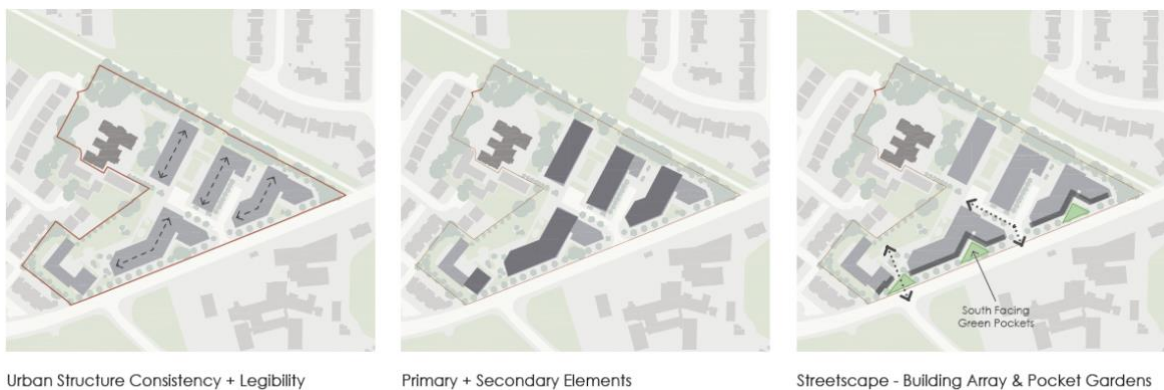 South Facing
Green Pockets
Urban Structure Consistency + Legibility
Primary + Secondary Elements
Streetscape - Building Array & Pocket Gardens